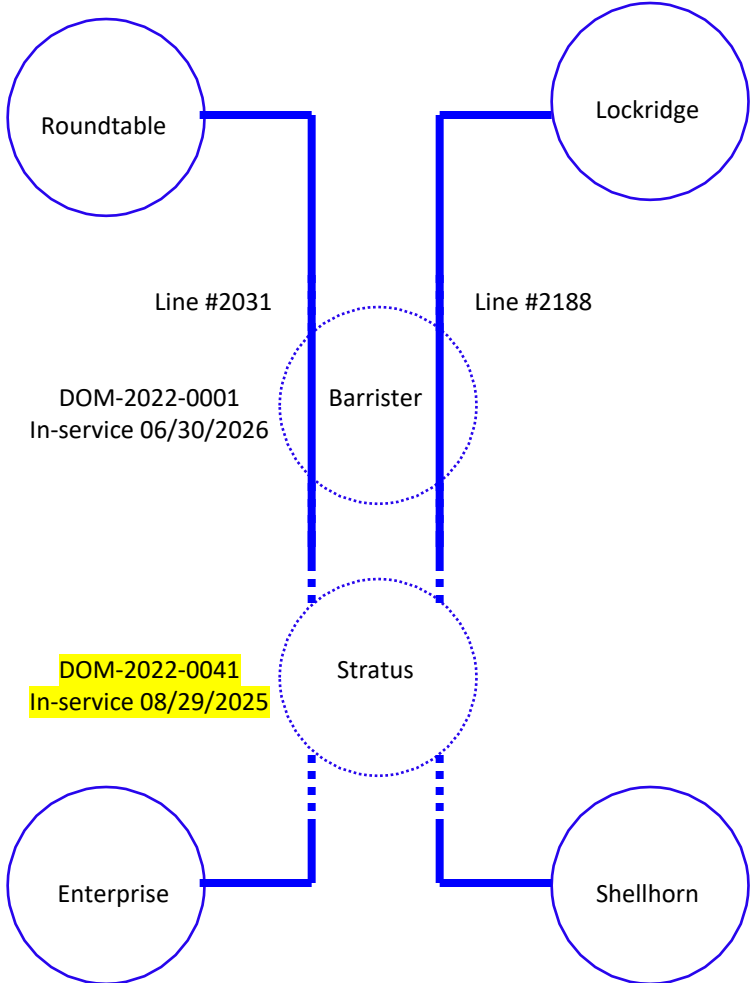 Roundtable
Lockridge
Line #2031
Line #2188
DOM-2022-0001
In-service 06/30/2026
Barrister
DOM-2022-0041
In-service 08/29/2025
Stratus
Enterprise
Shellhorn